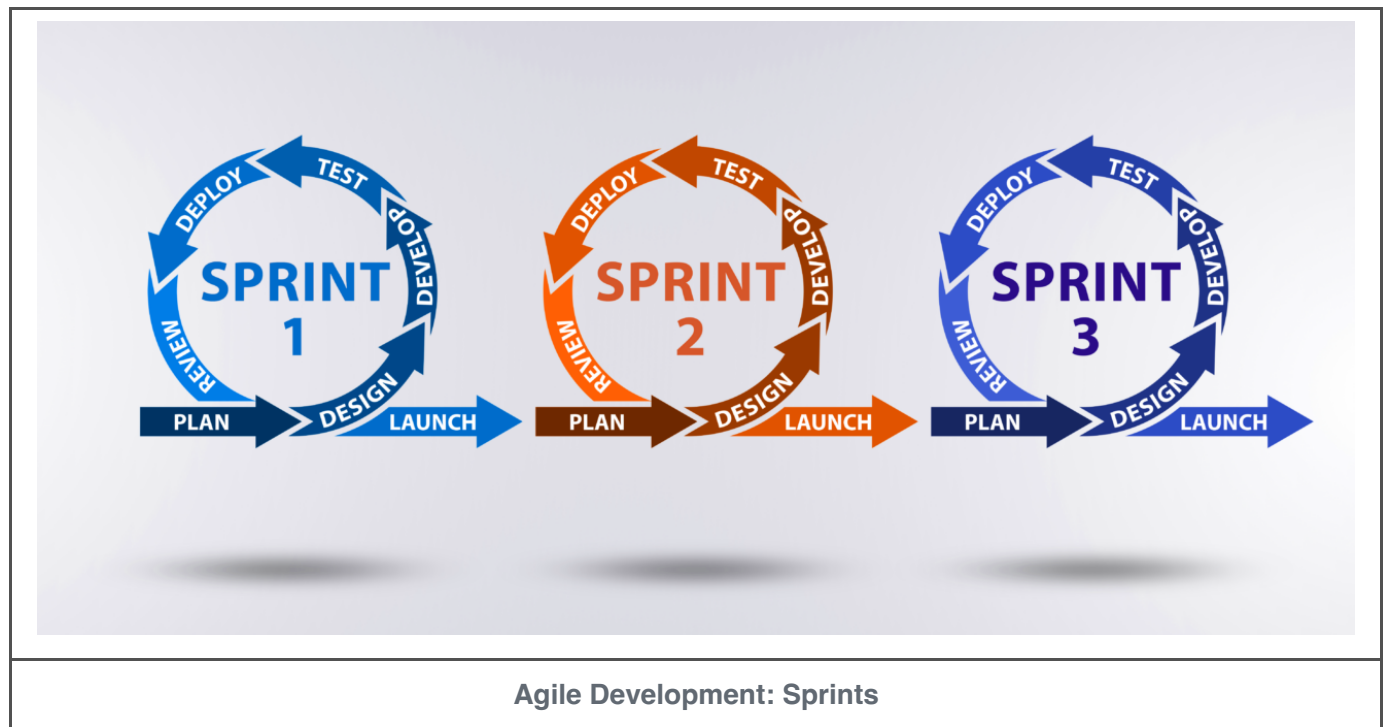 SPRINT
1
PLAN
DESIGN
DEVELOP
TEST
DEPLOY
REVIEW
LAUNCH
SPRINT
2
PLAN
DESIGN
DEVELOP
TEST
DEPLOY
REVIEW
LAUNCH
SPRINT
3
PLAN
DESIGN
DEVELOP
TEST
DEPLOY
REVIEW
LAUNCH
Agile Development: Sprints